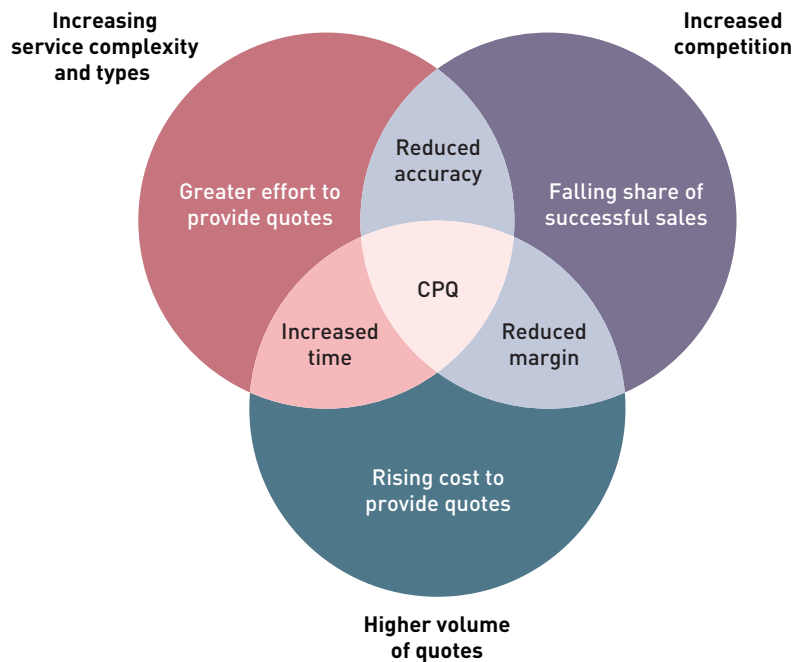 Increasing
service complexity
and types
Increased
competition
Reduced
accuracy
Greater effort to
provide quotes
Falling share of
successful sales
CPQ
Increased
time
Reduced
margin
Rising cost to
provide quotes
Higher volume
of quotes